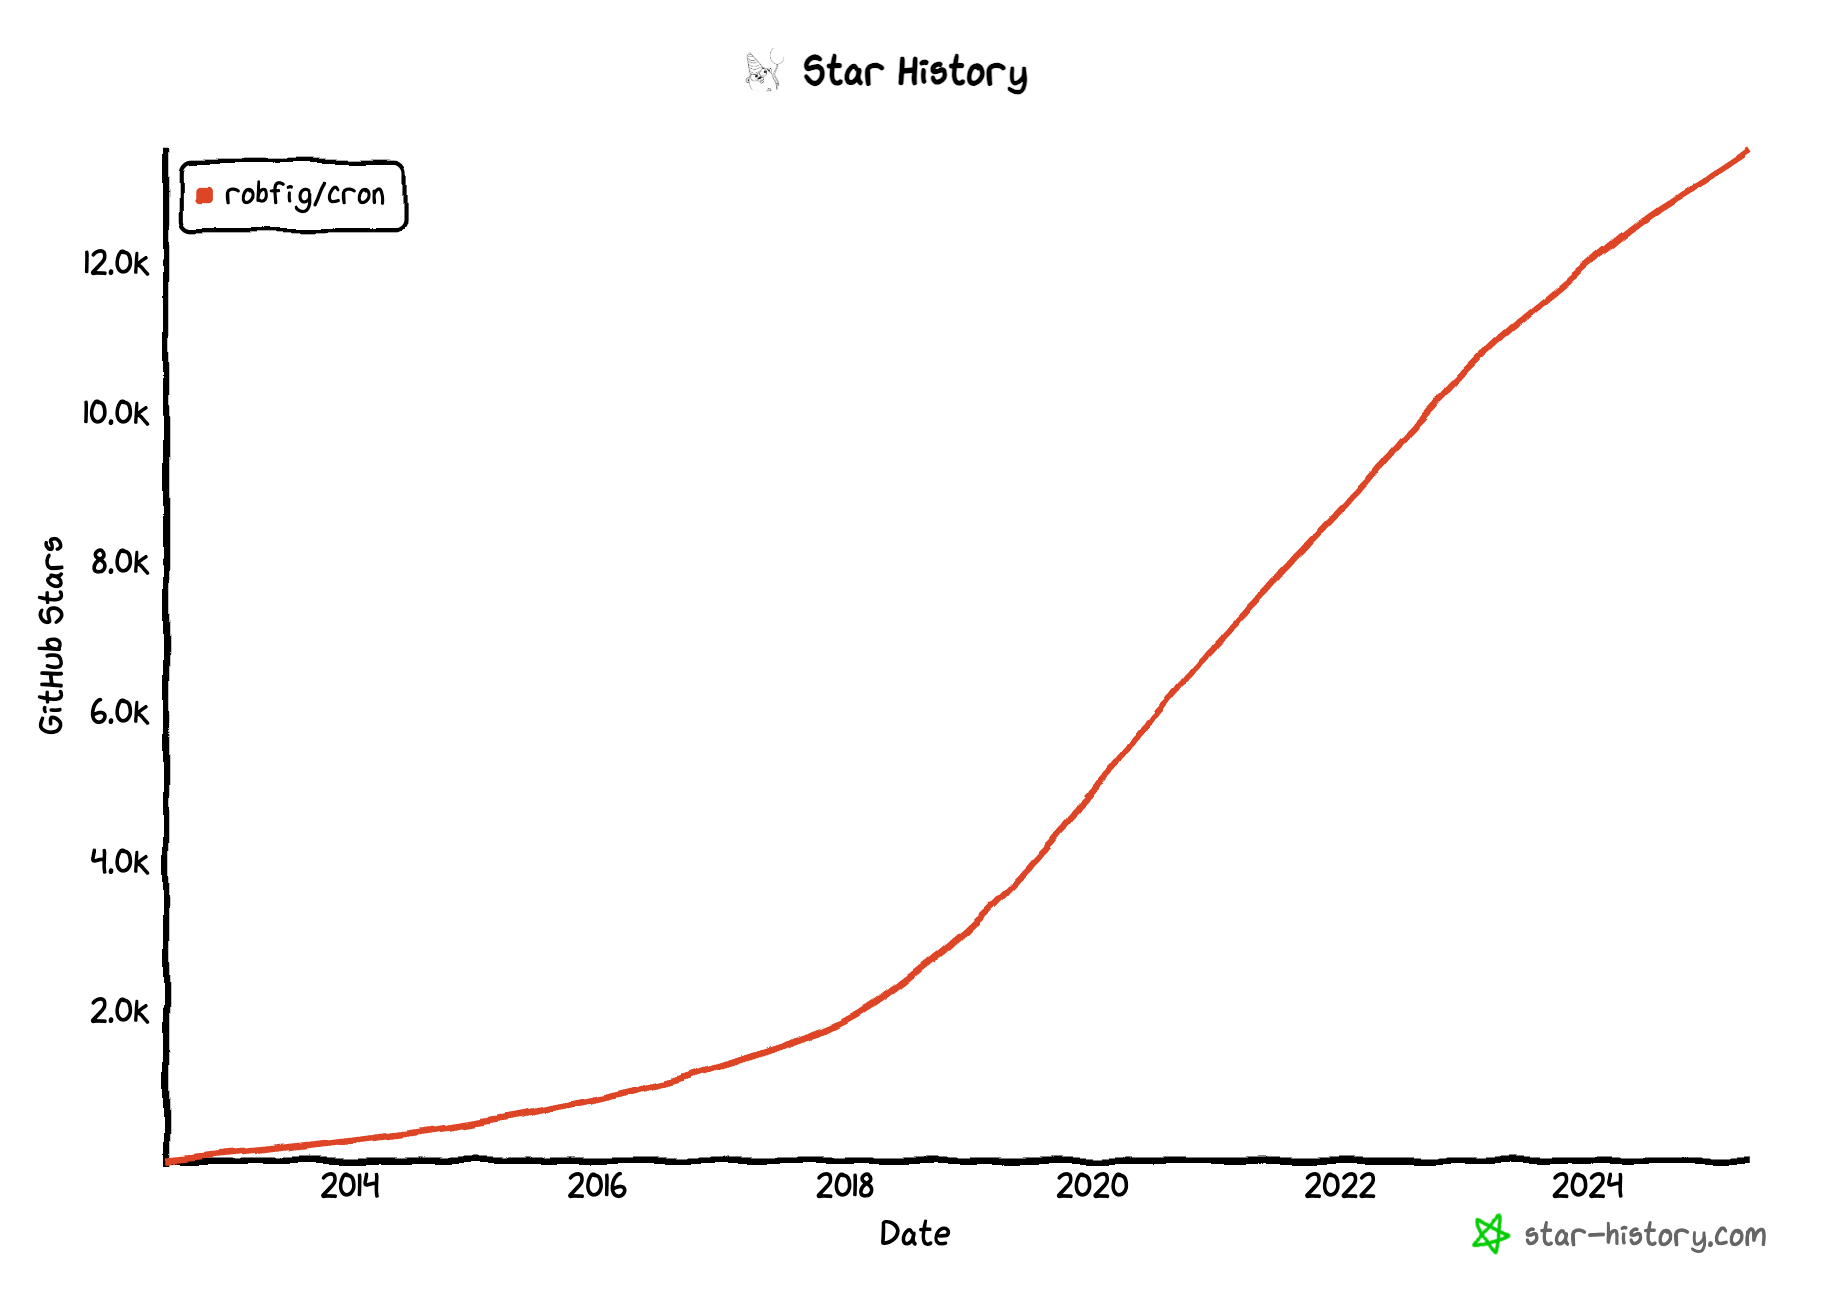 Star History
robfig/cron
12.0K
10.0K
8.0K
6.0K
4.0K
2.0K
GitHub Stars
2014 2016 2018 2020 2022 2024
Date
star-history.com